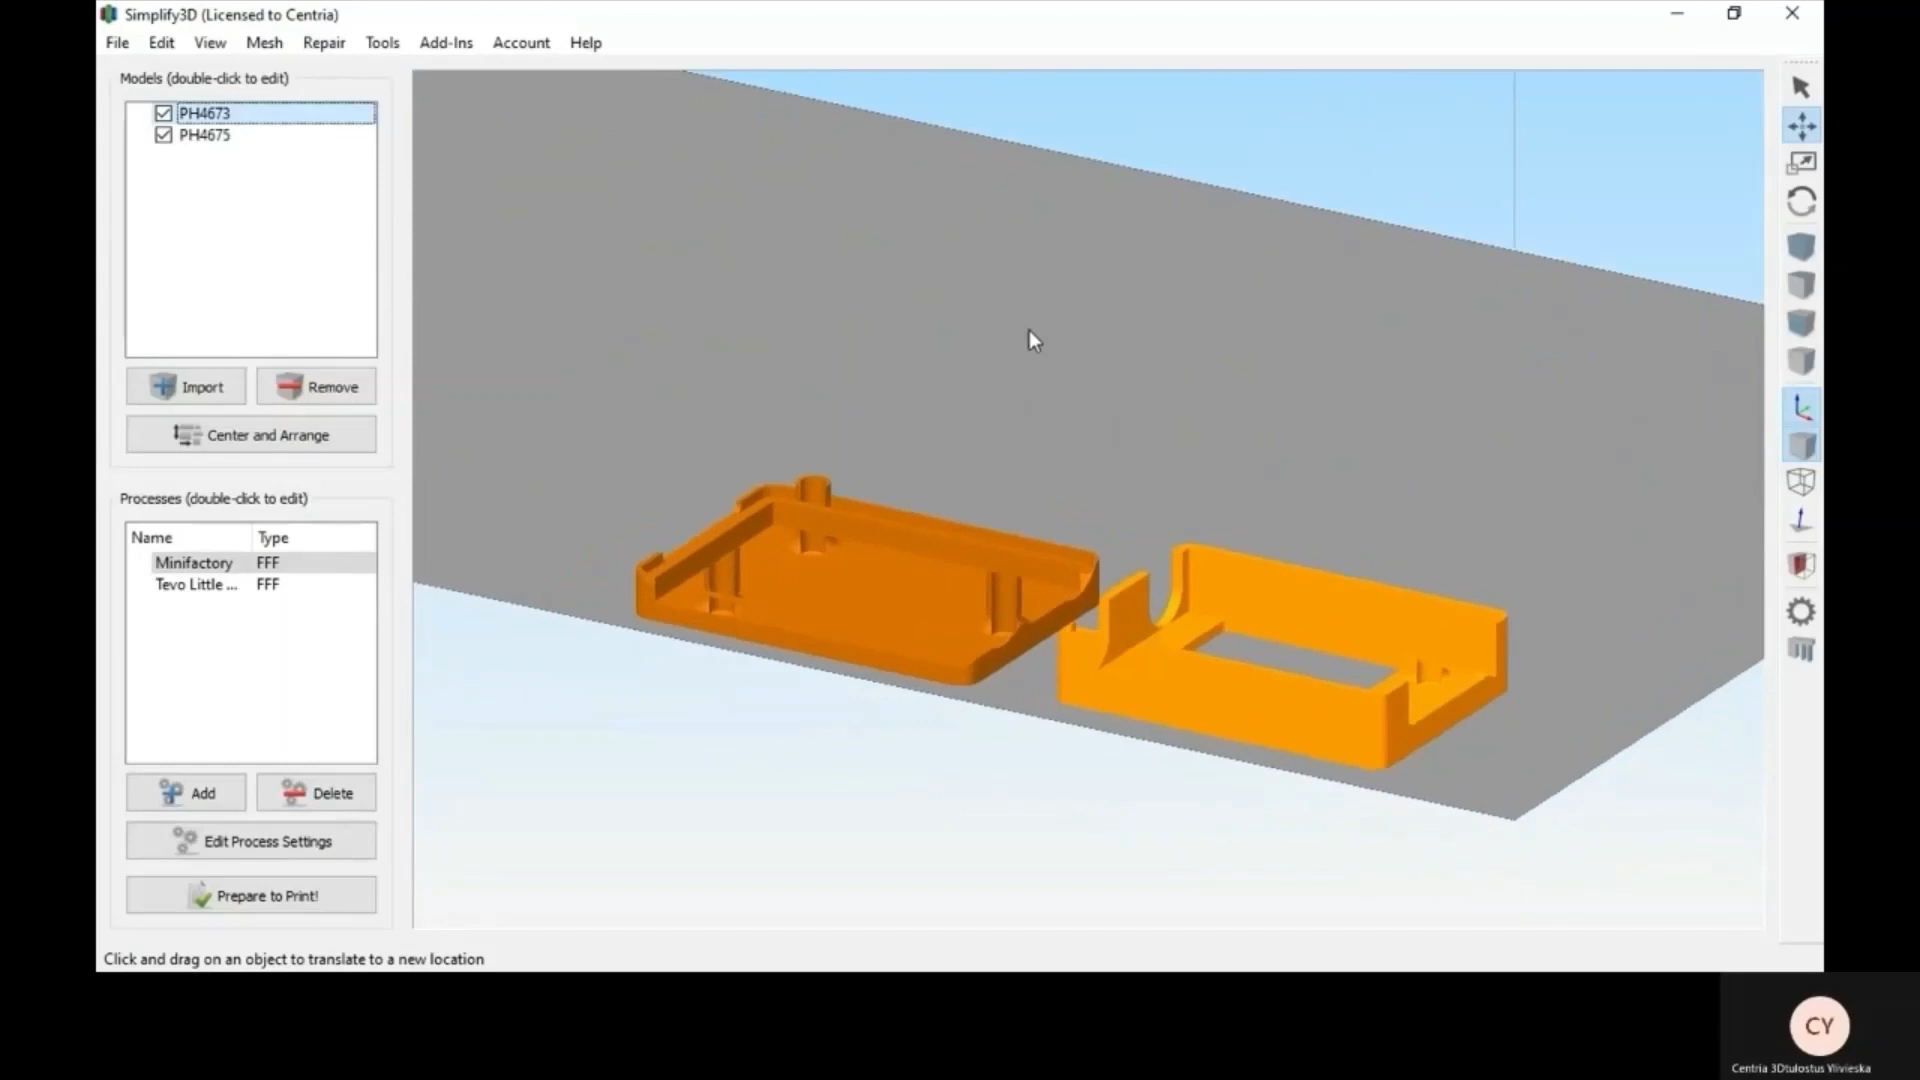 Simplify3D (Licensed to Centria)
File Edit View Mesh Repair Tools Add-Ins Account Help
Models (double-click to edit)
PH4673
PH4675
Import Remove
Center and Arrange
Processes (double-click to edit)
Name Type
Minifactory FFF
Tevo Little ... FFF
Add Delete
Edit Process Settings
Prepare to Print!
Click and drag on an object to translate to a new location
CY
Centria 3Dtulostus Ylivieska